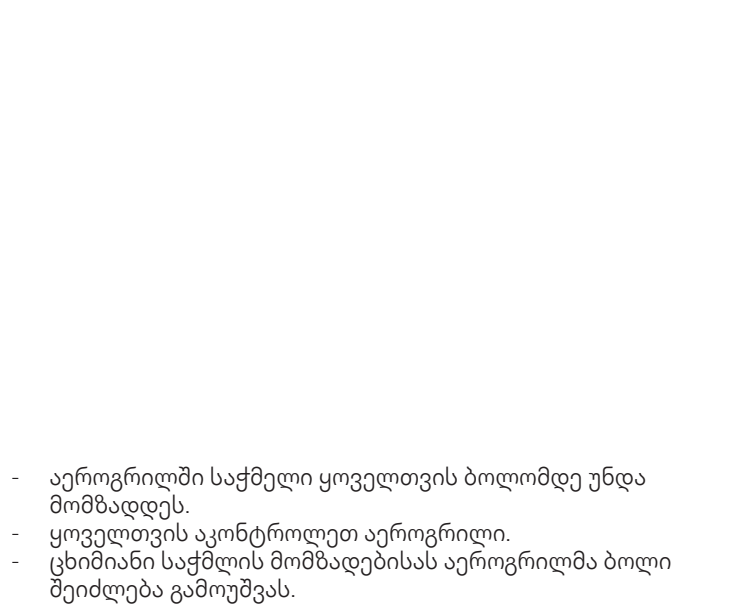 - აეროგრილში საჭმელი ყოველთვის ბოლომდე უნდა
მომზადდეს.
- ყოველთვის აკონტროლეთ აეროგრილი.
- ცხიმიანი საჭმლის მომზადებისას აეროგრილმა ბოლი
შეიძლება გამოუშვას.